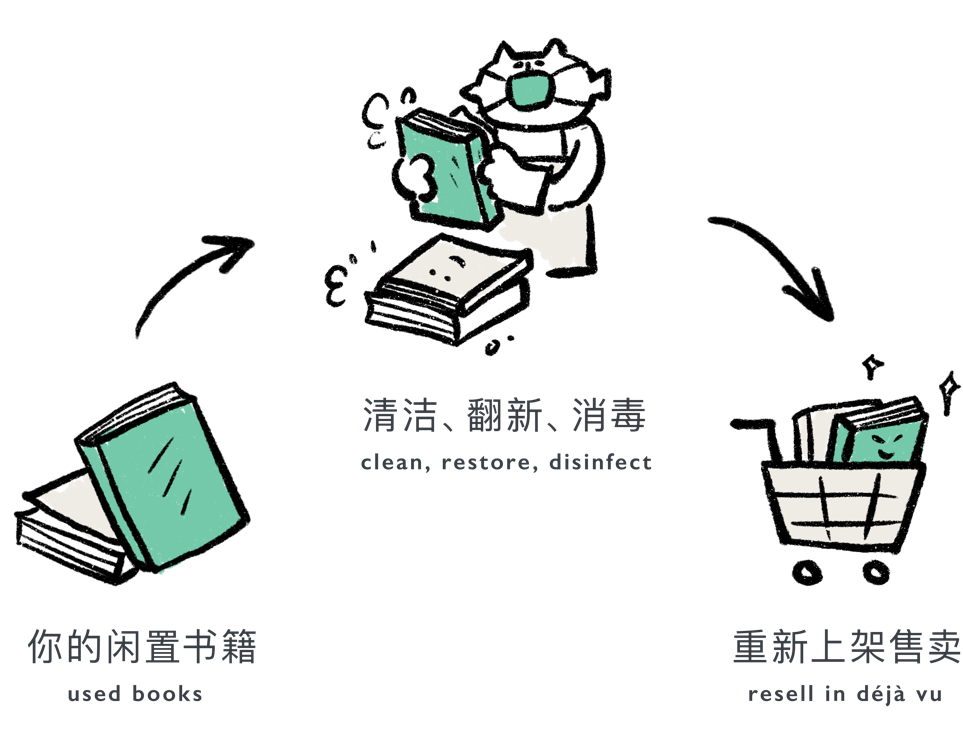 清洁、翻新、消毒
clean, restore, disinfect
你的闲置书籍
used books
重新上架售卖
resell in déjà vu